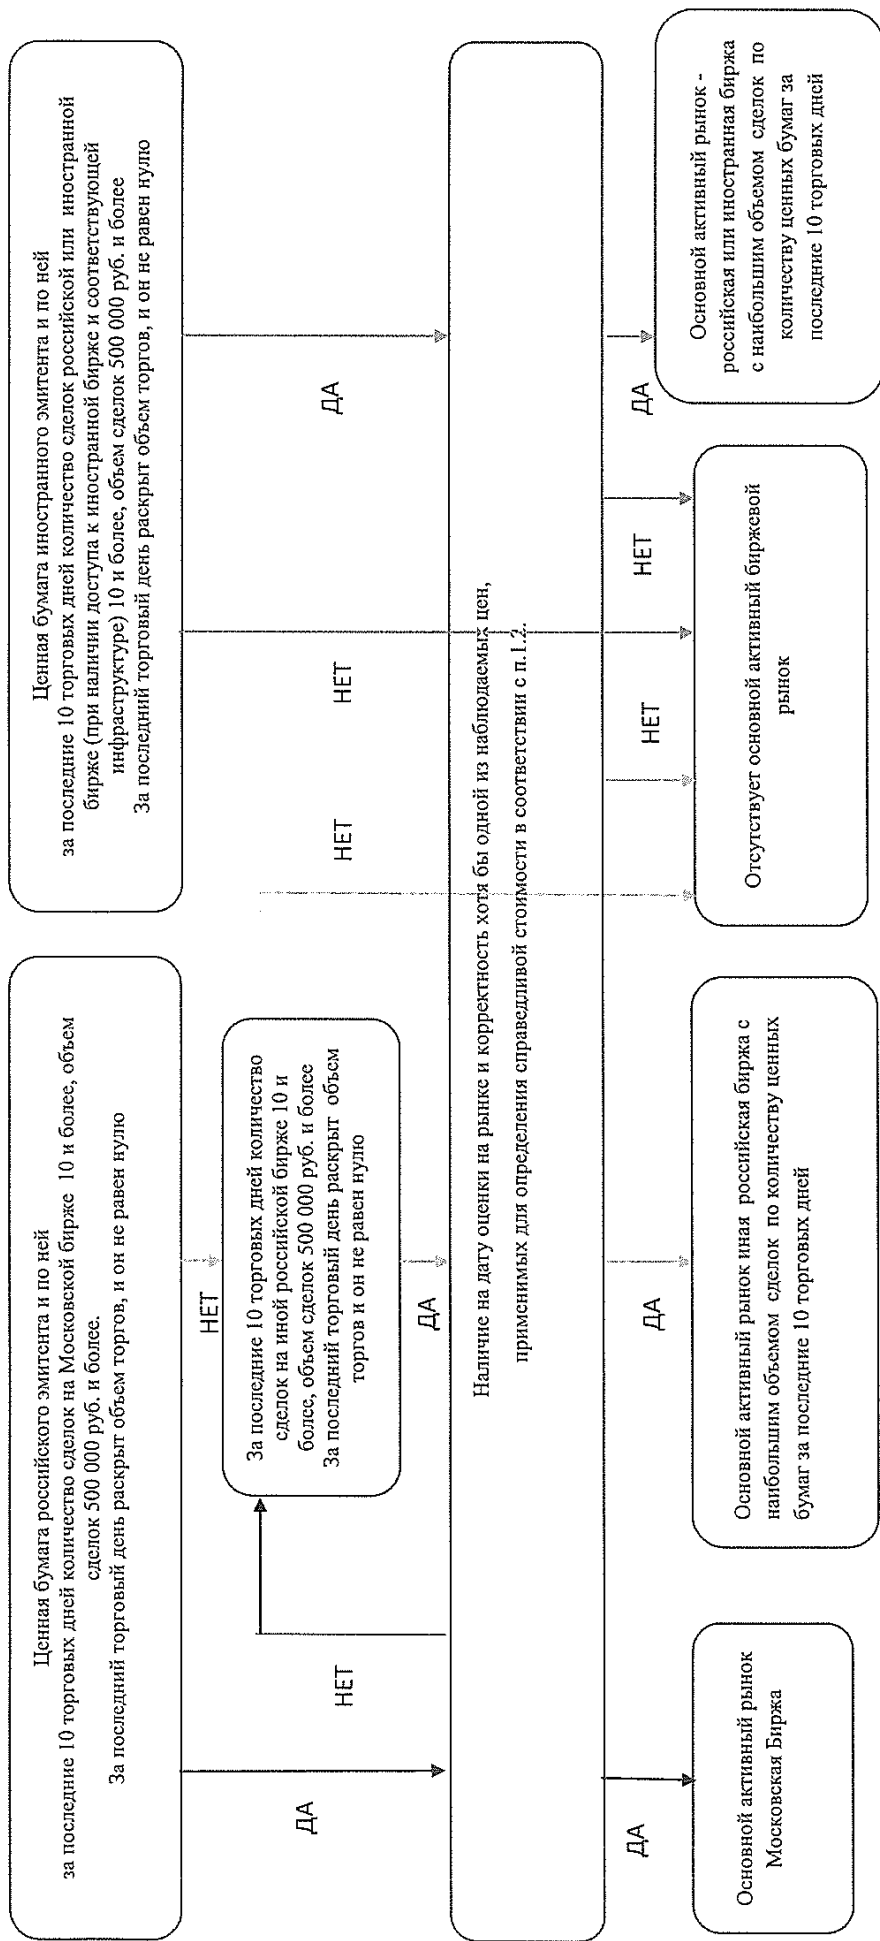 Ценная бумага российского эмитента и по ней
за последние 10 торговых дней количество сделок на Московской бирже 10 и более, объем
сделок 500 000 руб. и более.
За последний торговый день раскрыт объем торгов, и он не равен нулю
Ценная бумага иностранного эмитента и по ней
за последние 10 торговых дней количество сделок российской или иностранной
бирже (при наличии доступа к иностранной бирже и соответствующей
инфраструктуре) 10 и более, объем сделок 500 000 руб. и более
За последний торговый день раскрыт объем торгов, и он не равен нулю
НЕТ
За последние 10 торговых дней количество
сделок на иной российской бирже 10 и
более, объем сделок 500 000 руб. и более
За последний торговый день раскрыт объем
торгов и он не равен нулю
ДА
НЕТ
ДА
НЕТ
НЕТ
ДА
Наличие на дату оценки на рынке и корректность хотя бы одной из наблюдаемых цен,
применимых для определения справедливой стоимости в соответствии с п.1.2.
ДА
ДА
НЕТ
НЕТ
ДА
Основной активный рынок
Московская Биржа
Основной активный рынок иная российская биржа с
наибольшим объемом сделок по количеству ценных
бумаг за последние 10 торговых дней
Отсутствует основной активный биржевой
рынок
Основной активный рынок -
российская или иностранная биржа
с наибольшим объемом сделок по
количеству ценных бумаг за
последние 10 торговых дней